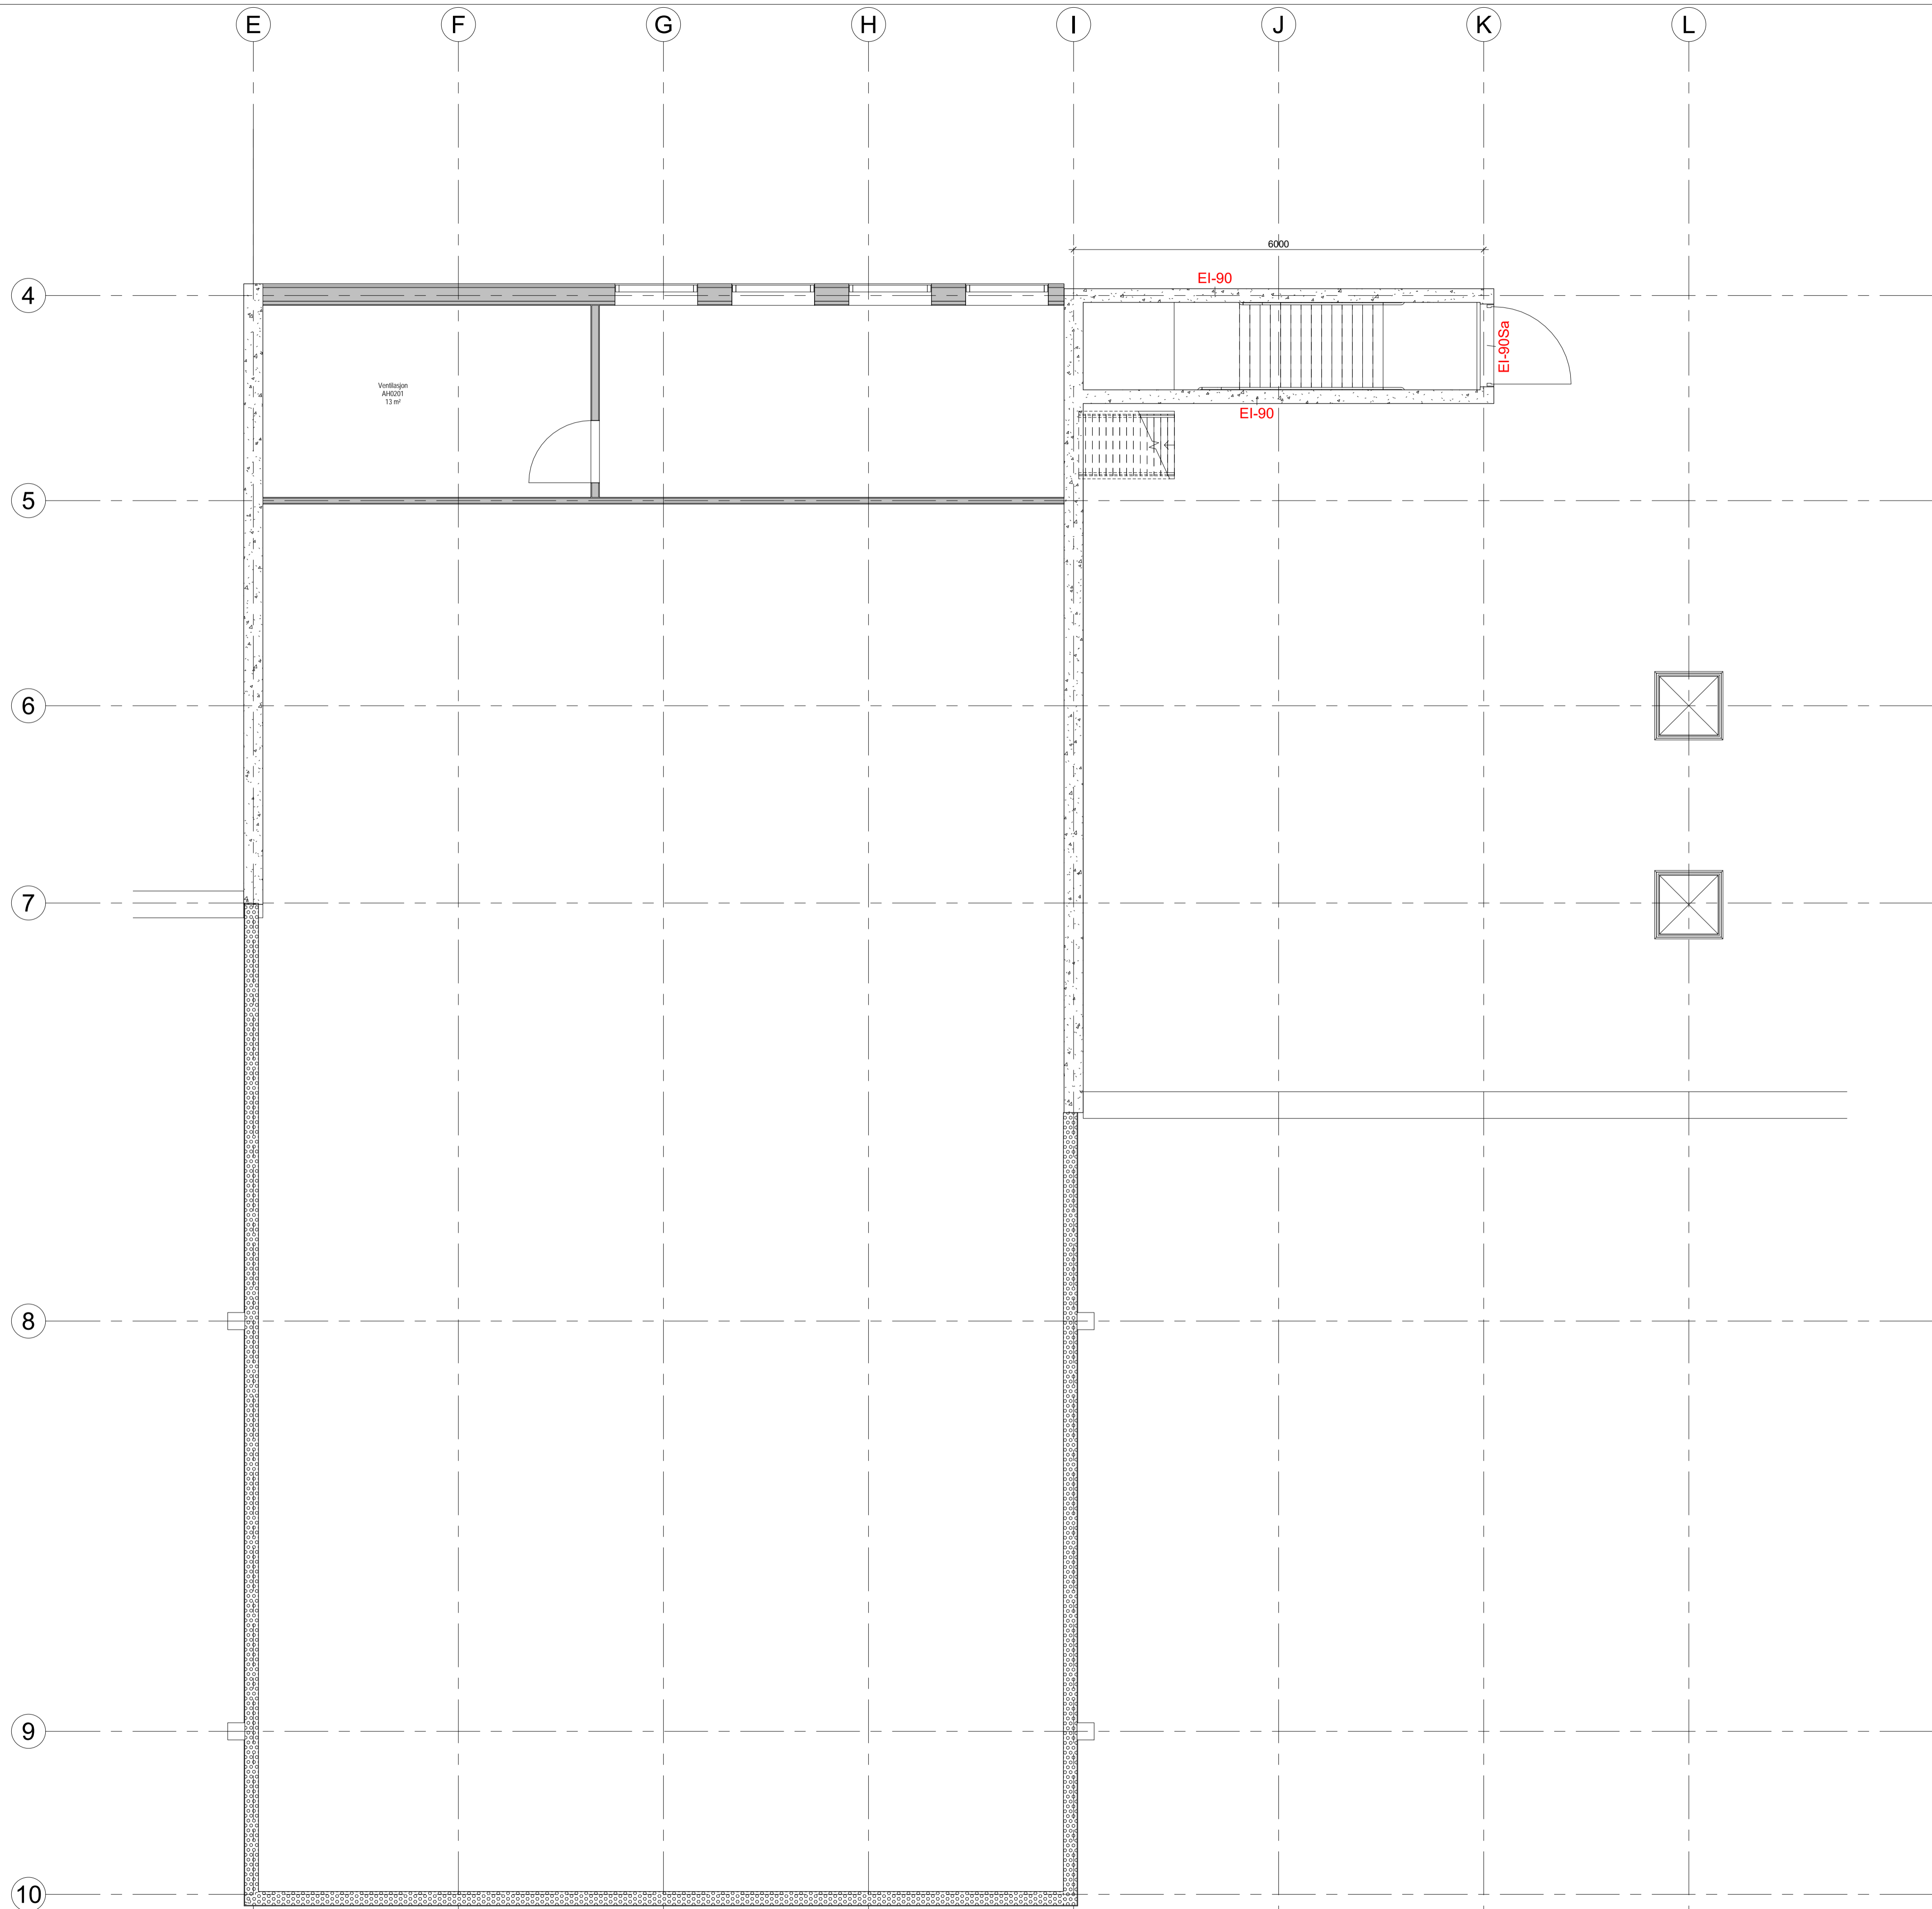 E F G H I J K L
6000
EI-90
4
EI-90Sa
Ventilasjon
AH0201
13 m²
EI-90
5
6
7
8
9
10